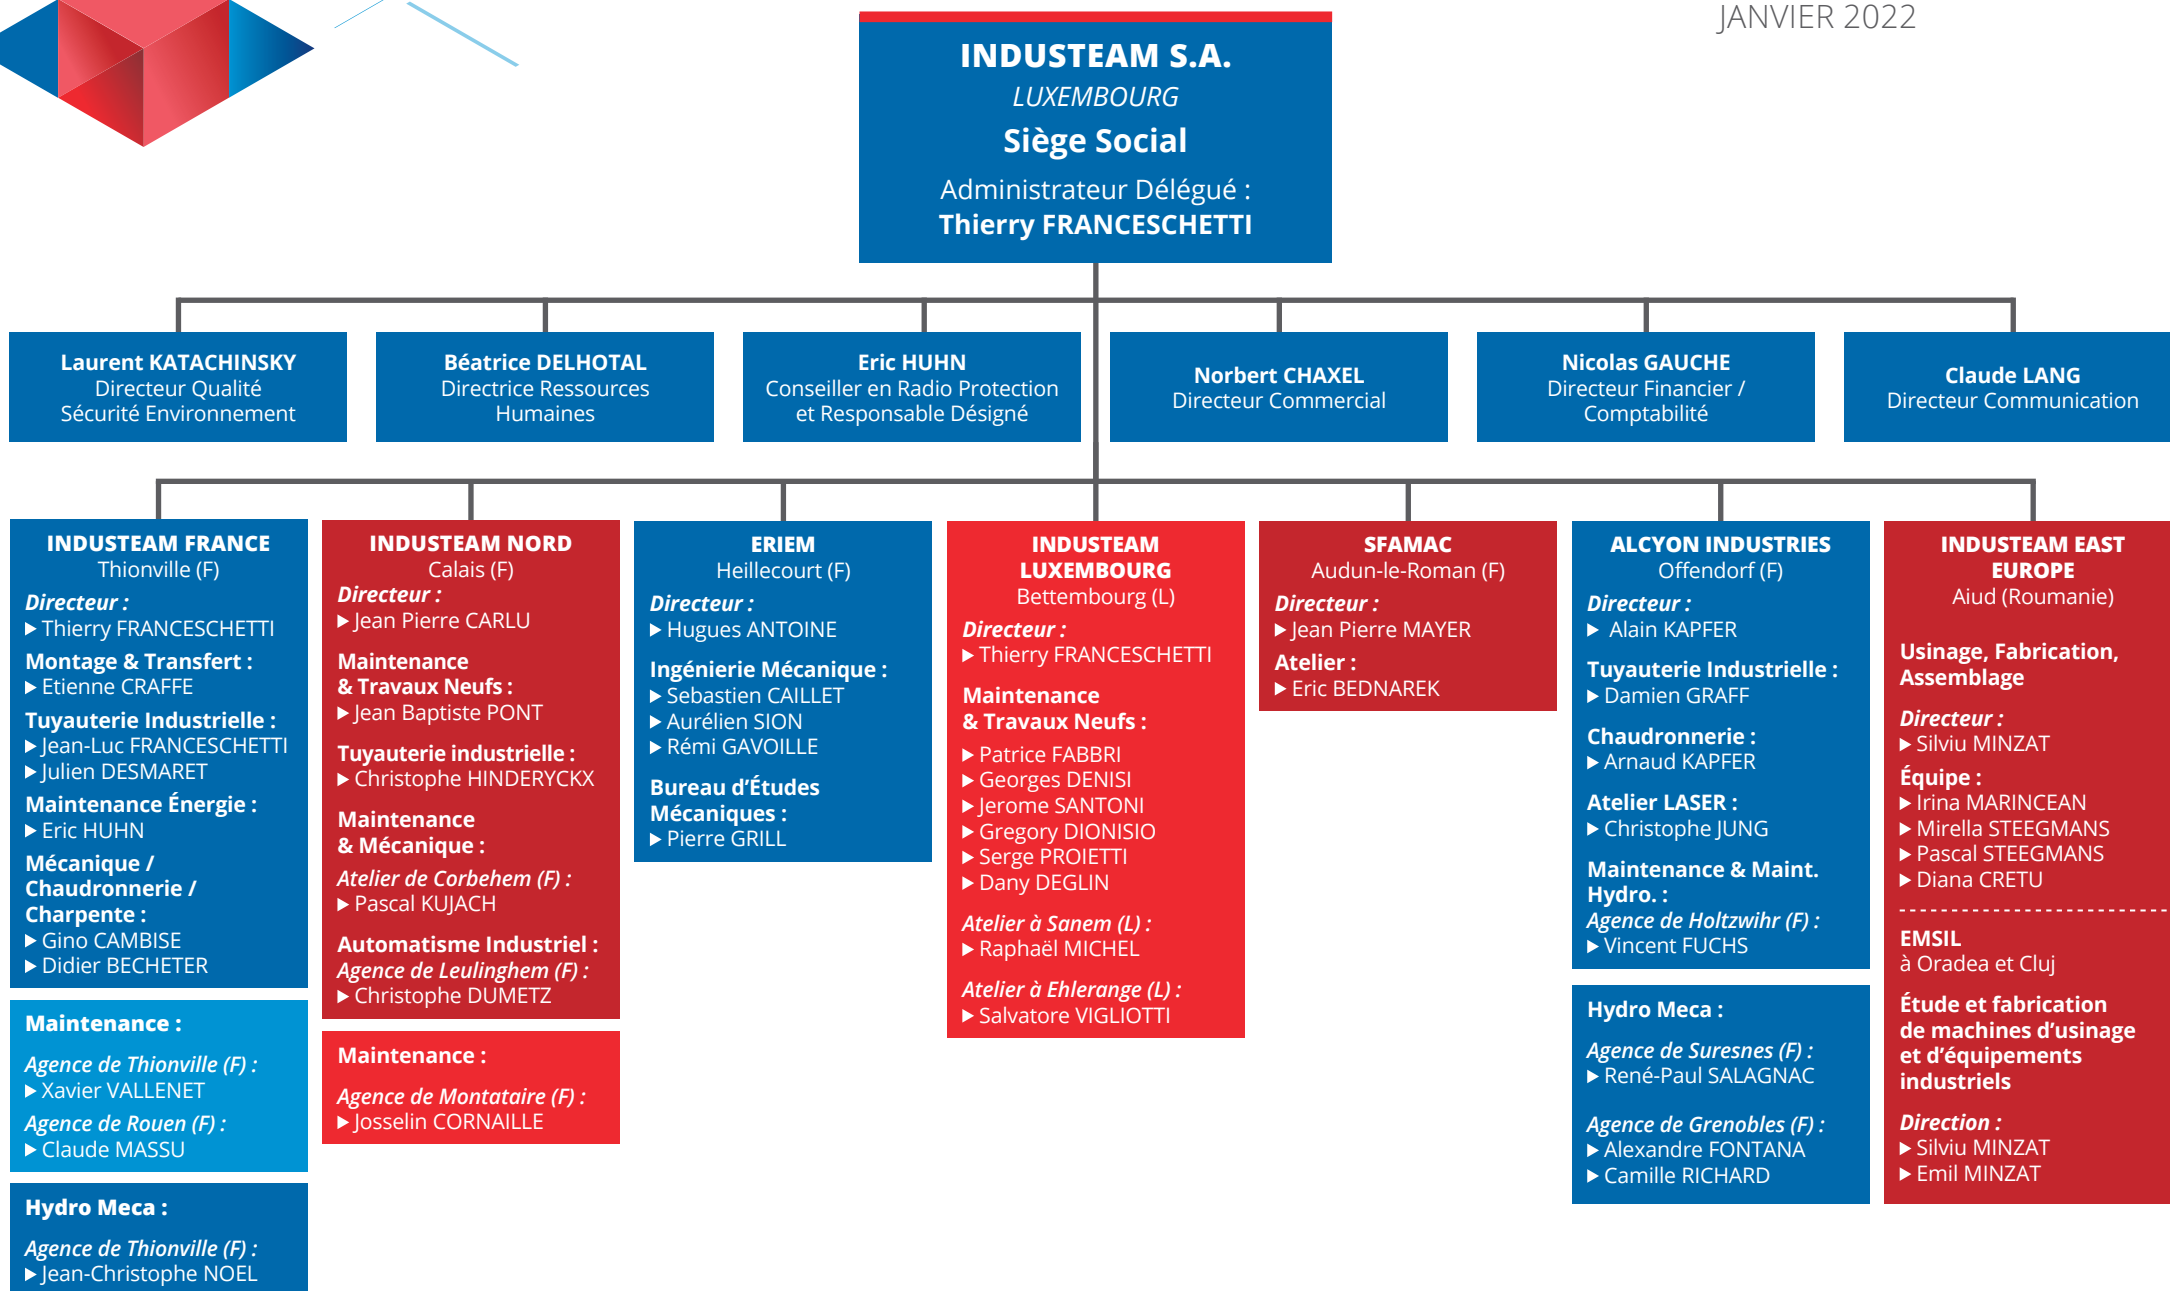 JANVIER 2022
INDUSTEAM S.A.
LUXEMBOURG
Siège Social
Administrateur Délégué :
Thierry FRANCESCHETTI
Laurent KATACHINSKY
Directeur Qualité
Sécurité Environnement
Béatrice DELHOTAL
Directrice Ressources
Humaines
Eric HUHN
Conseiller en Radio Protection
et Responsable Désigné
Norbert CHAXEL
Directeur Commercial
Nicolas GAUCHE
Directeur Financier /
Comptabilité
Claude LANG
Directeur Communication
INDUSTEAM FRANCE
Thionville (F)
Directeur :
Thierry FRANCESCHETTI
Montage & Transfert :
Etienne CRAFFE
Tuyauterie Industrielle :
Jean-Luc FRANCESCHETTI
Julien DESMARET
Maintenance Énergie :
Eric HUHN
Mécanique /
Chaudronnerie /
Charpente :
Gino CAMBISE
Didier BECHETER
Maintenance :
Agence de Thionville (F) :
Xavier VALLENET
Agence de Rouen (F) :
Claude MASSU
Hydro Meca :
Agence de Thionville (F) :
Jean-Christophe NOEL
INDUSTEAM NORD
Calais (F)
Directeur :
Jean Pierre CARLU
Maintenance
& Travaux Neufs :
Jean Baptiste PONT
Tuyauterie industrielle :
Christophe HINDERYCKX
Maintenance
& Mécanique :
Atelier de Corbehem (F) :
Pascal KUJACH
Automatisme Industriel :
Agence de Leulinghem (F) :
Christophe DUMETZ
Maintenance :
Agence de Montataire (F) :
Josselin CORNAILLE
ERIEM
Heillecourt (F)
Directeur :
Hugues ANTOINE
Ingénierie Mécanique :
Sebastien CAILLET
Aurélien SION
Rémi GAVOILLE
Bureau d’Études
Mécaniques :
Pierre GRILL
INDUSTEAM
LUXEMBOURG
Bettembourg (L)
Directeur :
Thierry FRANCESCHETTI
Maintenance
& Travaux Neufs :
Patrice FABBRI
Georges DENISI
Jerome SANTONI
Gregory DIONISIO
Serge PROIETTI
Dany DEGLIN
Atelier à Sanem (L) :
Raphaël MICHEL
Atelier à Ehlerange (L) :
Salvatore VIGLIOTTI
SFAMAC
Audun-le-Roman (F)
Directeur :
Jean Pierre MAYER
Atelier :
Eric BEDNAREK
ALCYON INDUSTRIES
Offendorf (F)
Directeur :
Alain KAPFER
Tuyauterie Industrielle :
Damien GRAFF
Chaudronnerie :
Arnaud KAPFER
Atelier LASER :
Christophe JUNG
Maintenance & Maint.
Hydro. :
Agence de Holtzwihr (F) :
Vincent FUCHS
Hydro Meca :
Agence de Suresnes (F) :
René-Paul SALAGNAC
Agence de Grenobles (F) :
Alexandre FONTANA
Camille RICHARD
INDUSTEAM EAST
EUROPE
Aiud (Roumanie)
Usinage, Fabrication,
Assemblage
Directeur :
Silviu MINZAT
Équipe :
Irina MARINCEAN
Mirella STEEGMANS
Pascal STEEGMANS
Diana CRETU
EMSIL
à Oradea et Cluj
Étude et fabrication
de machines d’usinage
et d’équipements
industriels
Direction :
Silviu MINZAT
Emil MINZAT